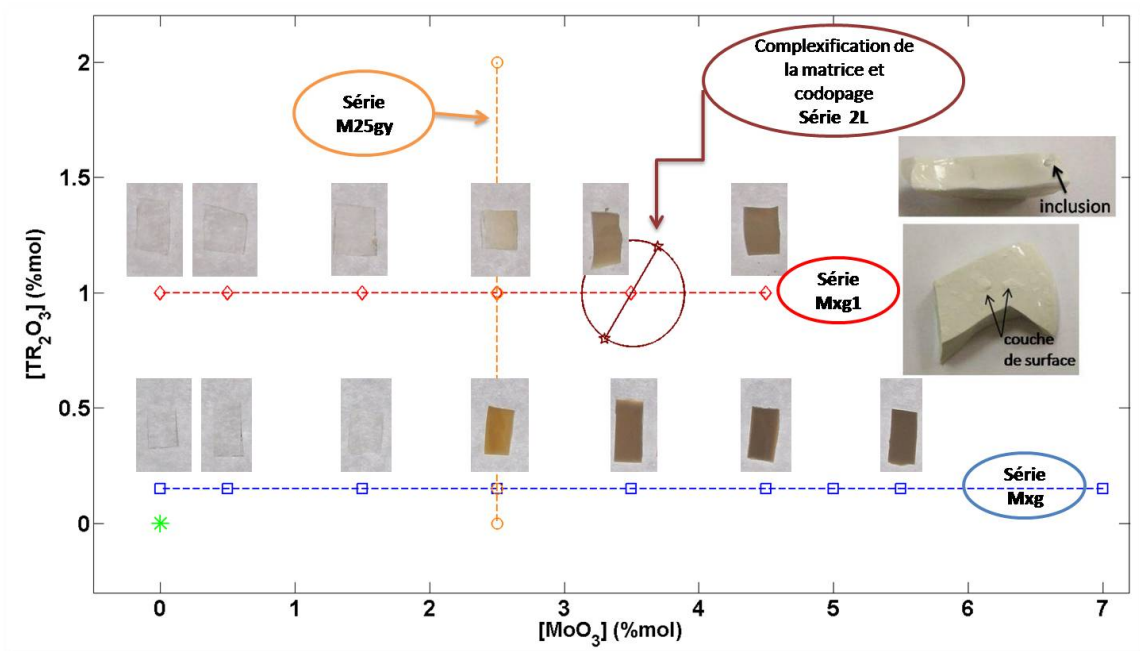 Complexification de
la matrice et
codopage
Série 2L
Série
M25gy
inclusion
Série
Mxg1
couche
de surface
Série
Mxg
[TR₂O₃] (%mol)
2
1.5
1
0.5
0
0 1 2 3 4 5 6 7
[MoO₃] (%mol)